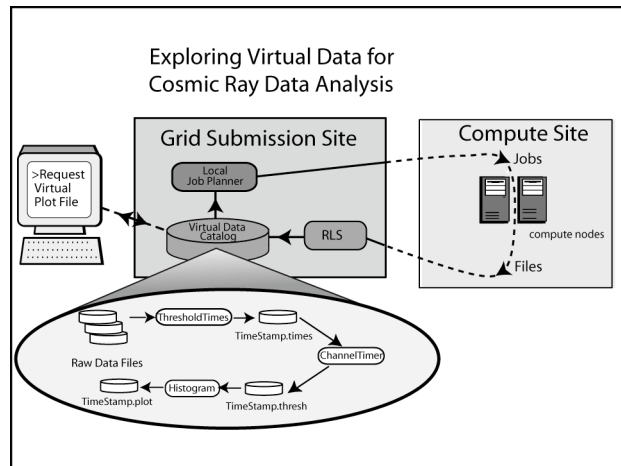 Exploring Virtual Data for
Cosmic Ray Data Analysis
>Request
Virtual
Plot File
Grid Submission Site
Local
Job Planner
Virtual Data
Catalog
RLS
Compute Site
Jobs
compute nodes
Files
Raw Data Files
ThresholdTimes
TimeStamp.times
ChannelTimer
TimeStamp.thresh
Histogram
TimeStamp.plot